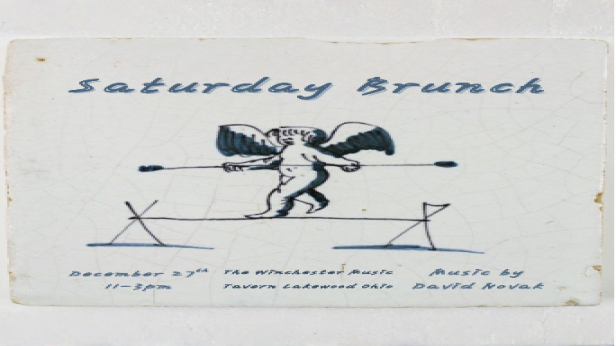 Saturday Brunch
December 27th
11-3pm
The Winchester Music
Tavern Lakewood Ohio
Music by
David Novak